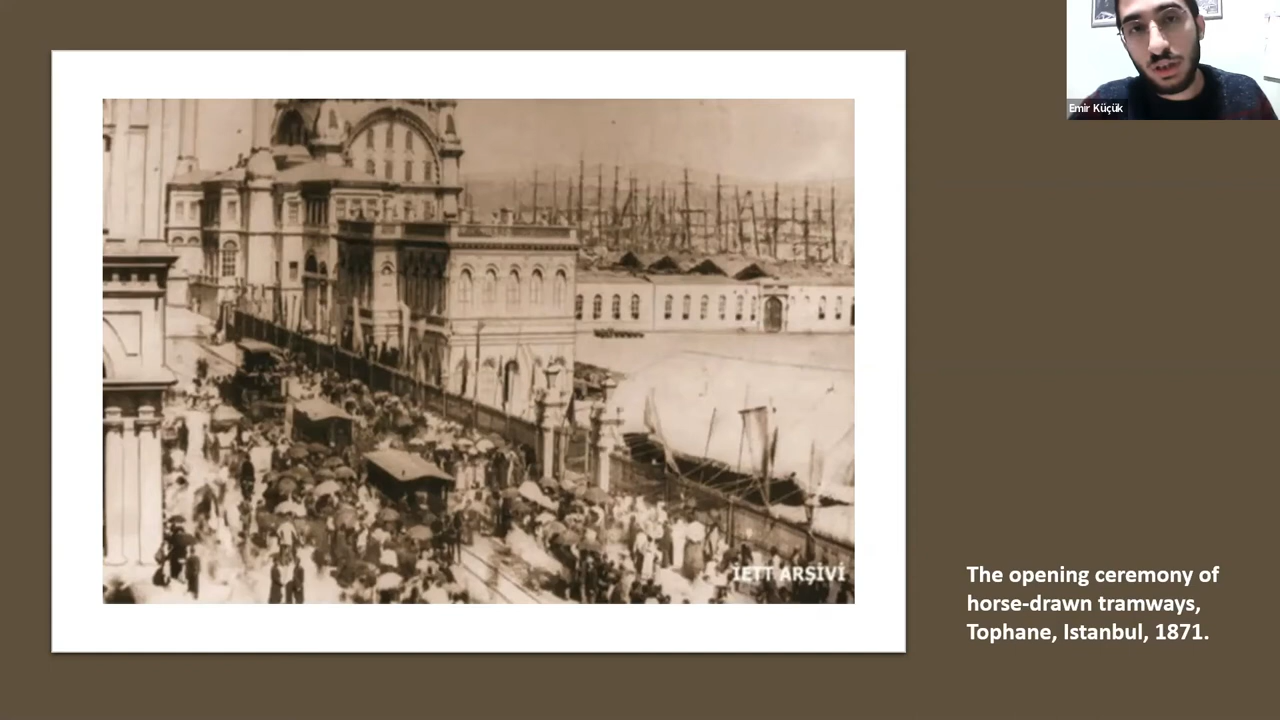 Emir Küçük
İETT ARŞİVİ
The opening ceremony of
horse-drawn tramways,
Tophane, Istanbul, 1871.